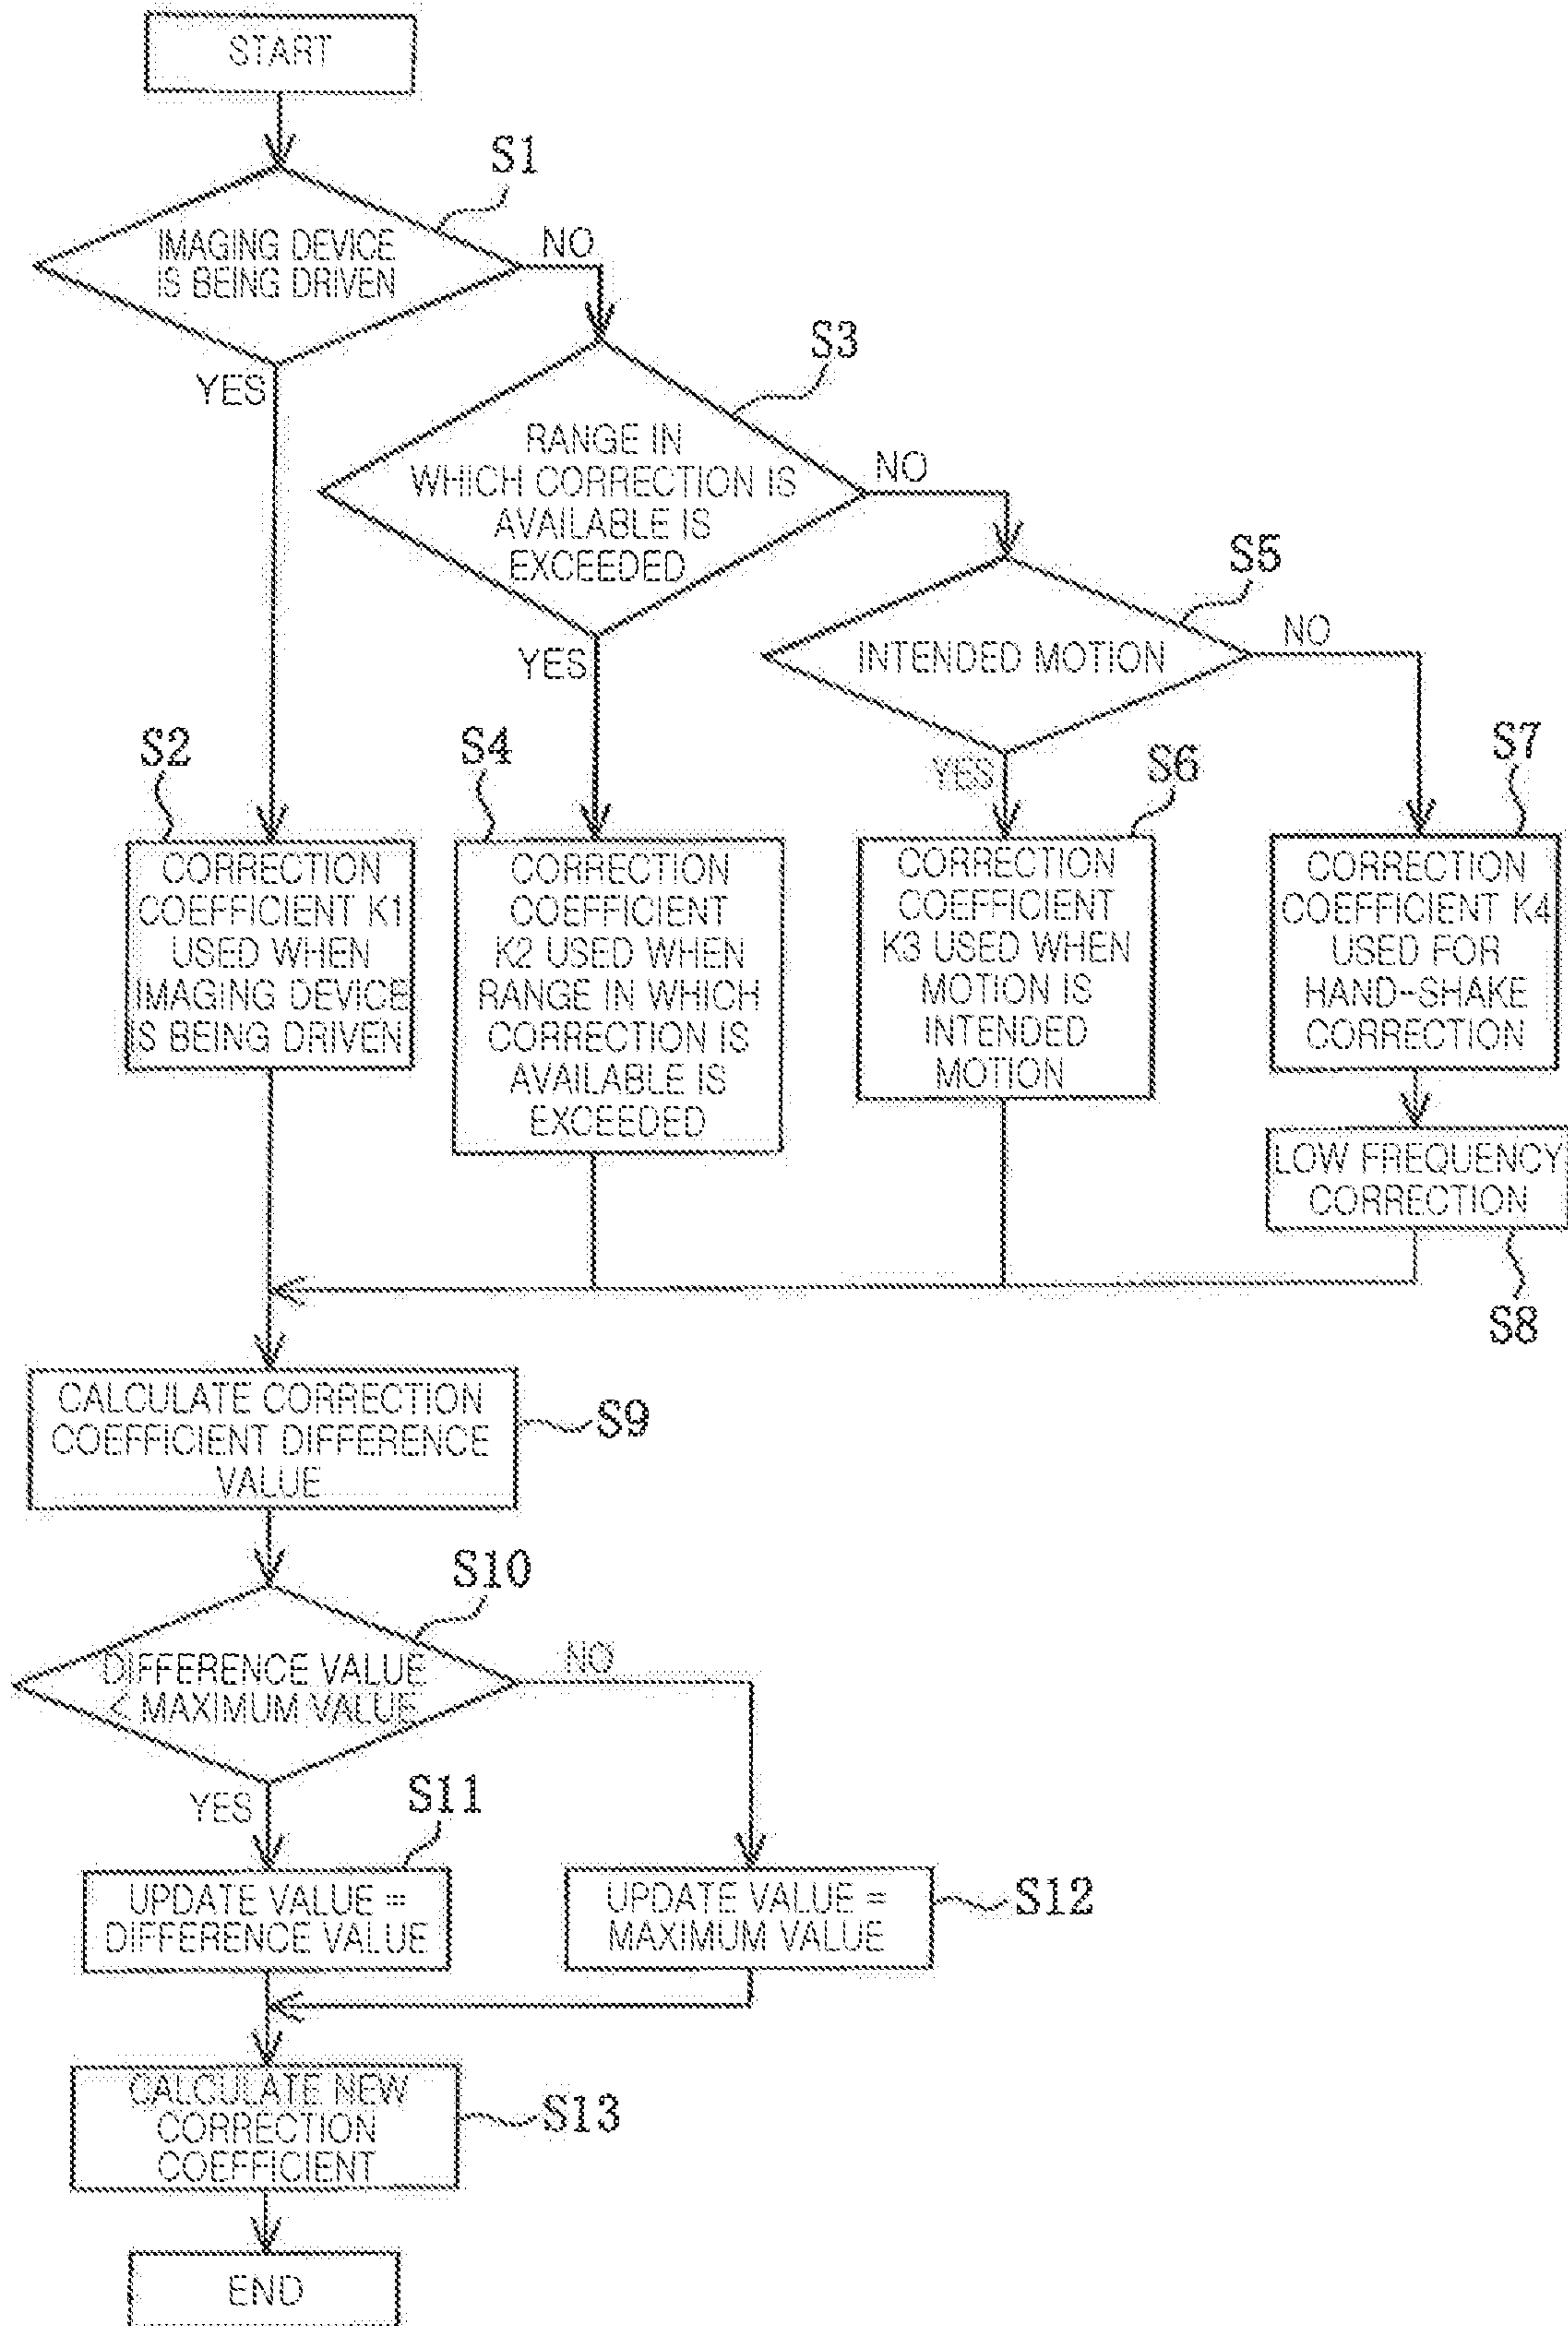 START
S1
IMAGING DEVICE
IS BEING DRIVEN
NO
YES
S3
RANGE IN
WHICH CORRECTION IS
AVAILABLE IS
EXCEEDED
NO
YES
S5
INTENDED MOTION
NO
YES
S2
CORRECTION
COEFFICIENT K1
USED WHEN
IMAGING DEVICE
IS BEING DRIVEN
S4
CORRECTION
COEFFICIENT
K2 USED WHEN
RANGE IN WHICH
CORRECTION IS
AVAILABLE IS
EXCEEDED
S6
CORRECTION
COEFFICIENT
K3 USED WHEN
MOTION IS
INTENDED
MOTION
S7
CORRECTION
COEFFICIENT K4
USED FOR
HAND-SHAKE
CORRECTION
LOW FREQUENCY
CORRECTION
S8
CALCULATE CORRECTION
COEFFICIENT DIFFERENCE
VALUE
S9
S10
DIFFERENCE VALUE
< MAXIMUM VALUE
NO
YES
S11
UPDATE VALUE =
DIFFERENCE VALUE
UPDATE VALUE =
MAXIMUM VALUE
S12
CALCULATE NEW
CORRECTION
COEFFICIENT
S13
END